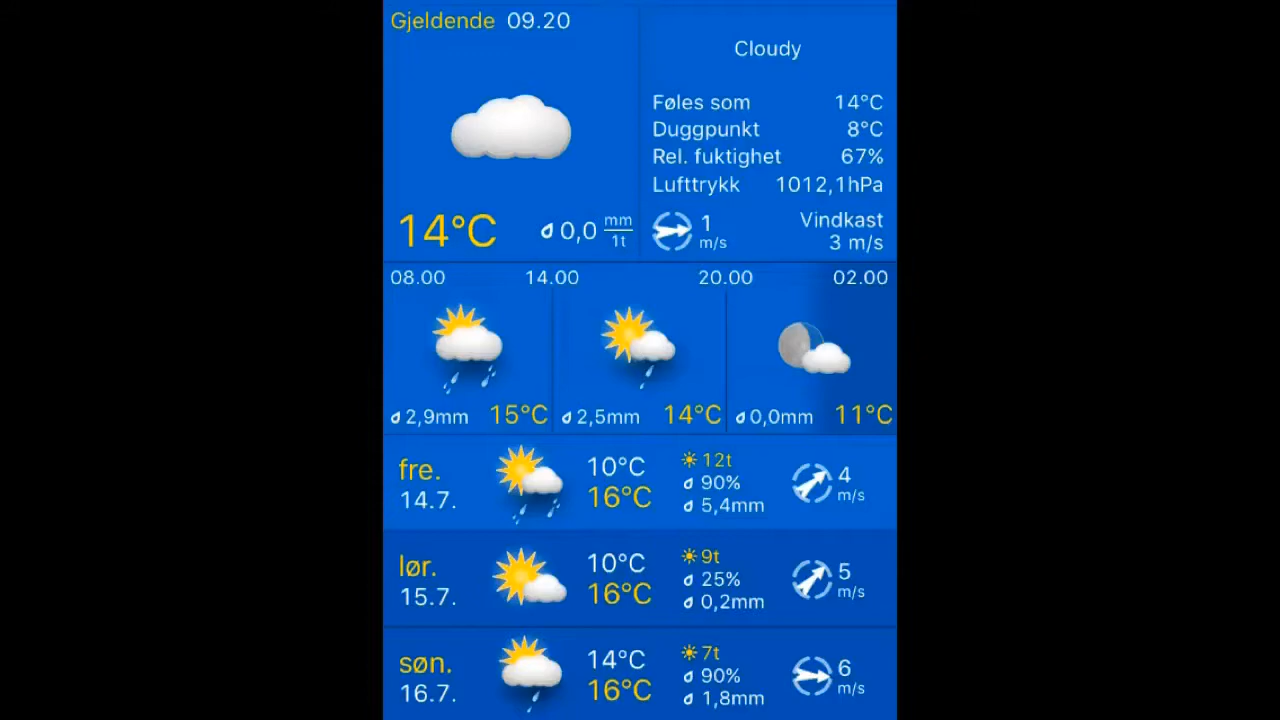 Gjeldende 09.20
Cloudy
Føles som 14°C
Duggpunkt 8°C
Rel. fuktighet 67%
Lufttrykk 1012,1hPa
14°C 0,0 mm/1t
1 m/s Vindkast 3 m/s
08.00 14.00 20.00 02.00
2,9mm 15°C 2,5mm 14°C 0,0mm 11°C
fre. 14.7.
10°C 16°C
12t
90%
5,4mm
4 m/s
lør. 15.7.
10°C 16°C
9t
25%
0,2mm
5 m/s
søn. 16.7.
14°C 16°C
7t
90%
1,8mm
6 m/s